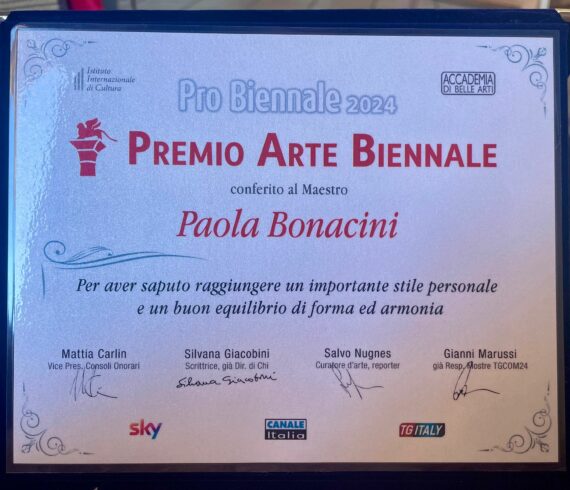 Istituto
Internazionale
di Cultura
ACCADEMIA
DI BELLE ARTI
Pro Biennale 2024
PREMIO ARTE BIENNALE
conferito al Maestro
Paola Bonacini
Per aver saputo raggiungere un importante stile personale
e un buon equilibrio di forma ed armonia
Mattia Carlin
Vice Pres. Consoli Onorari
Silvana Giacobini
Scrittrice, già Dir. di Chi
Silvana Giacobini
Salvo Nugnes
Curatore d'arte, reporter
Gianni Marussi
già Resp. Mostre TGCOM24
sky
CANALE
Italia
TG ITALY